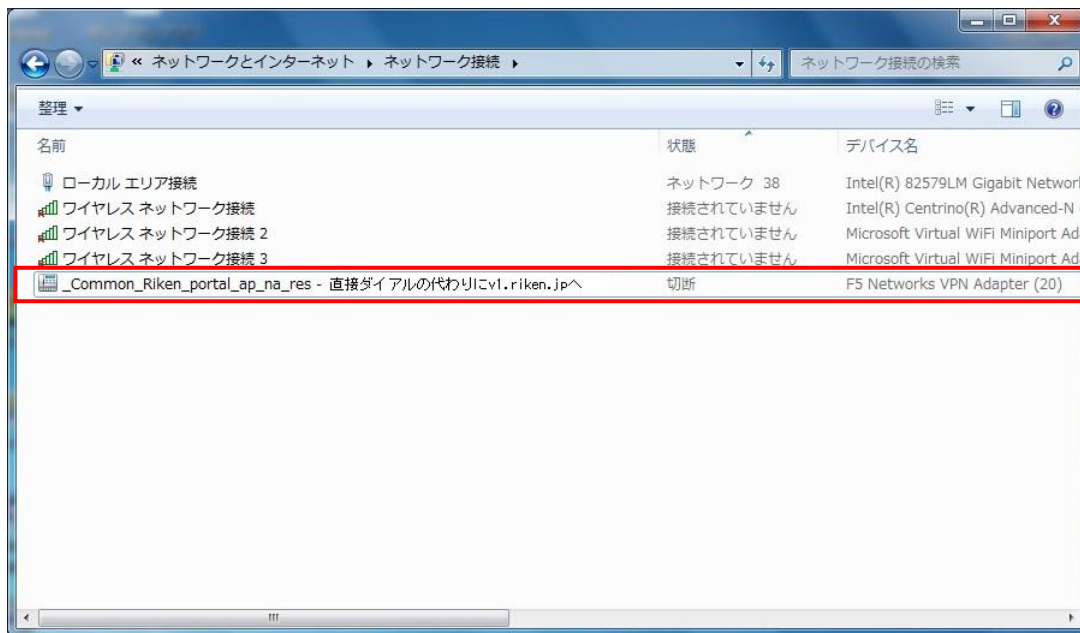 « ネットワークとインターネット ▸ ネットワーク接続 ▸ ネットワーク接続の検索
整理
名前 状態 デバイス名
ローカル エリア接続 ネットワーク 38 Intel(R) 82579LM Gigabit Networ
ワイヤレス ネットワーク接続 接続されていません Intel(R) Centrino(R) Advanced-N
ワイヤレス ネットワーク接続 2 接続されていません Microsoft Virtual WiFi Miniport Ad
ワイヤレス ネットワーク接続 3 接続されていません Microsoft Virtual WiFi Miniport Ad
_Common_Riken_portal_ap_na_res - 直接ダイアルの代わりにv1.riken.jpへ 切断 F5 Networks VPN Adapter (20)